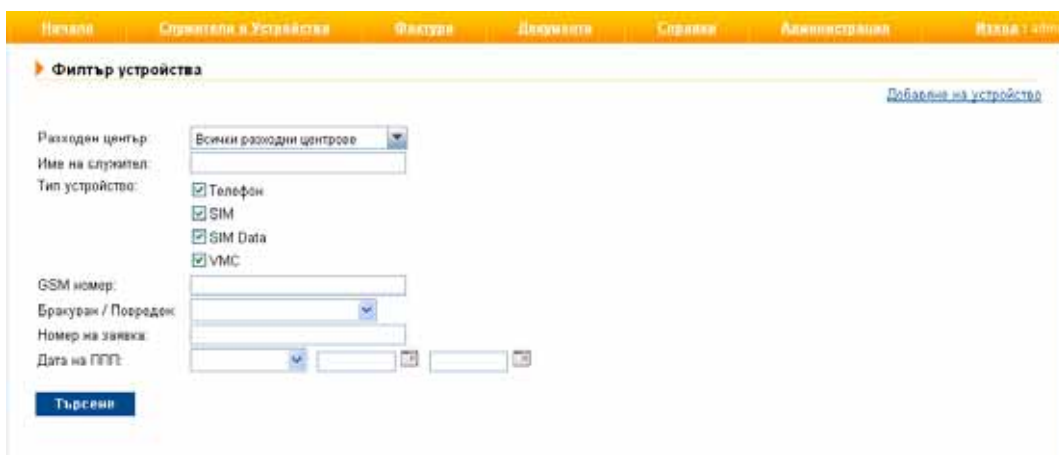 Начало Служители и Устройства Фактури Документи Справки Администрация Изход : admi
Филтър устройства
Добавяне на устройство
Разходен център: Всички разходни центрове
Име на служител:
Тип устройство: Телефон
SIM
SIM Data
VMC
GSM номер:
Бракуван / Повреден:
Номер на заявка:
Дата на ППП:
Търсене